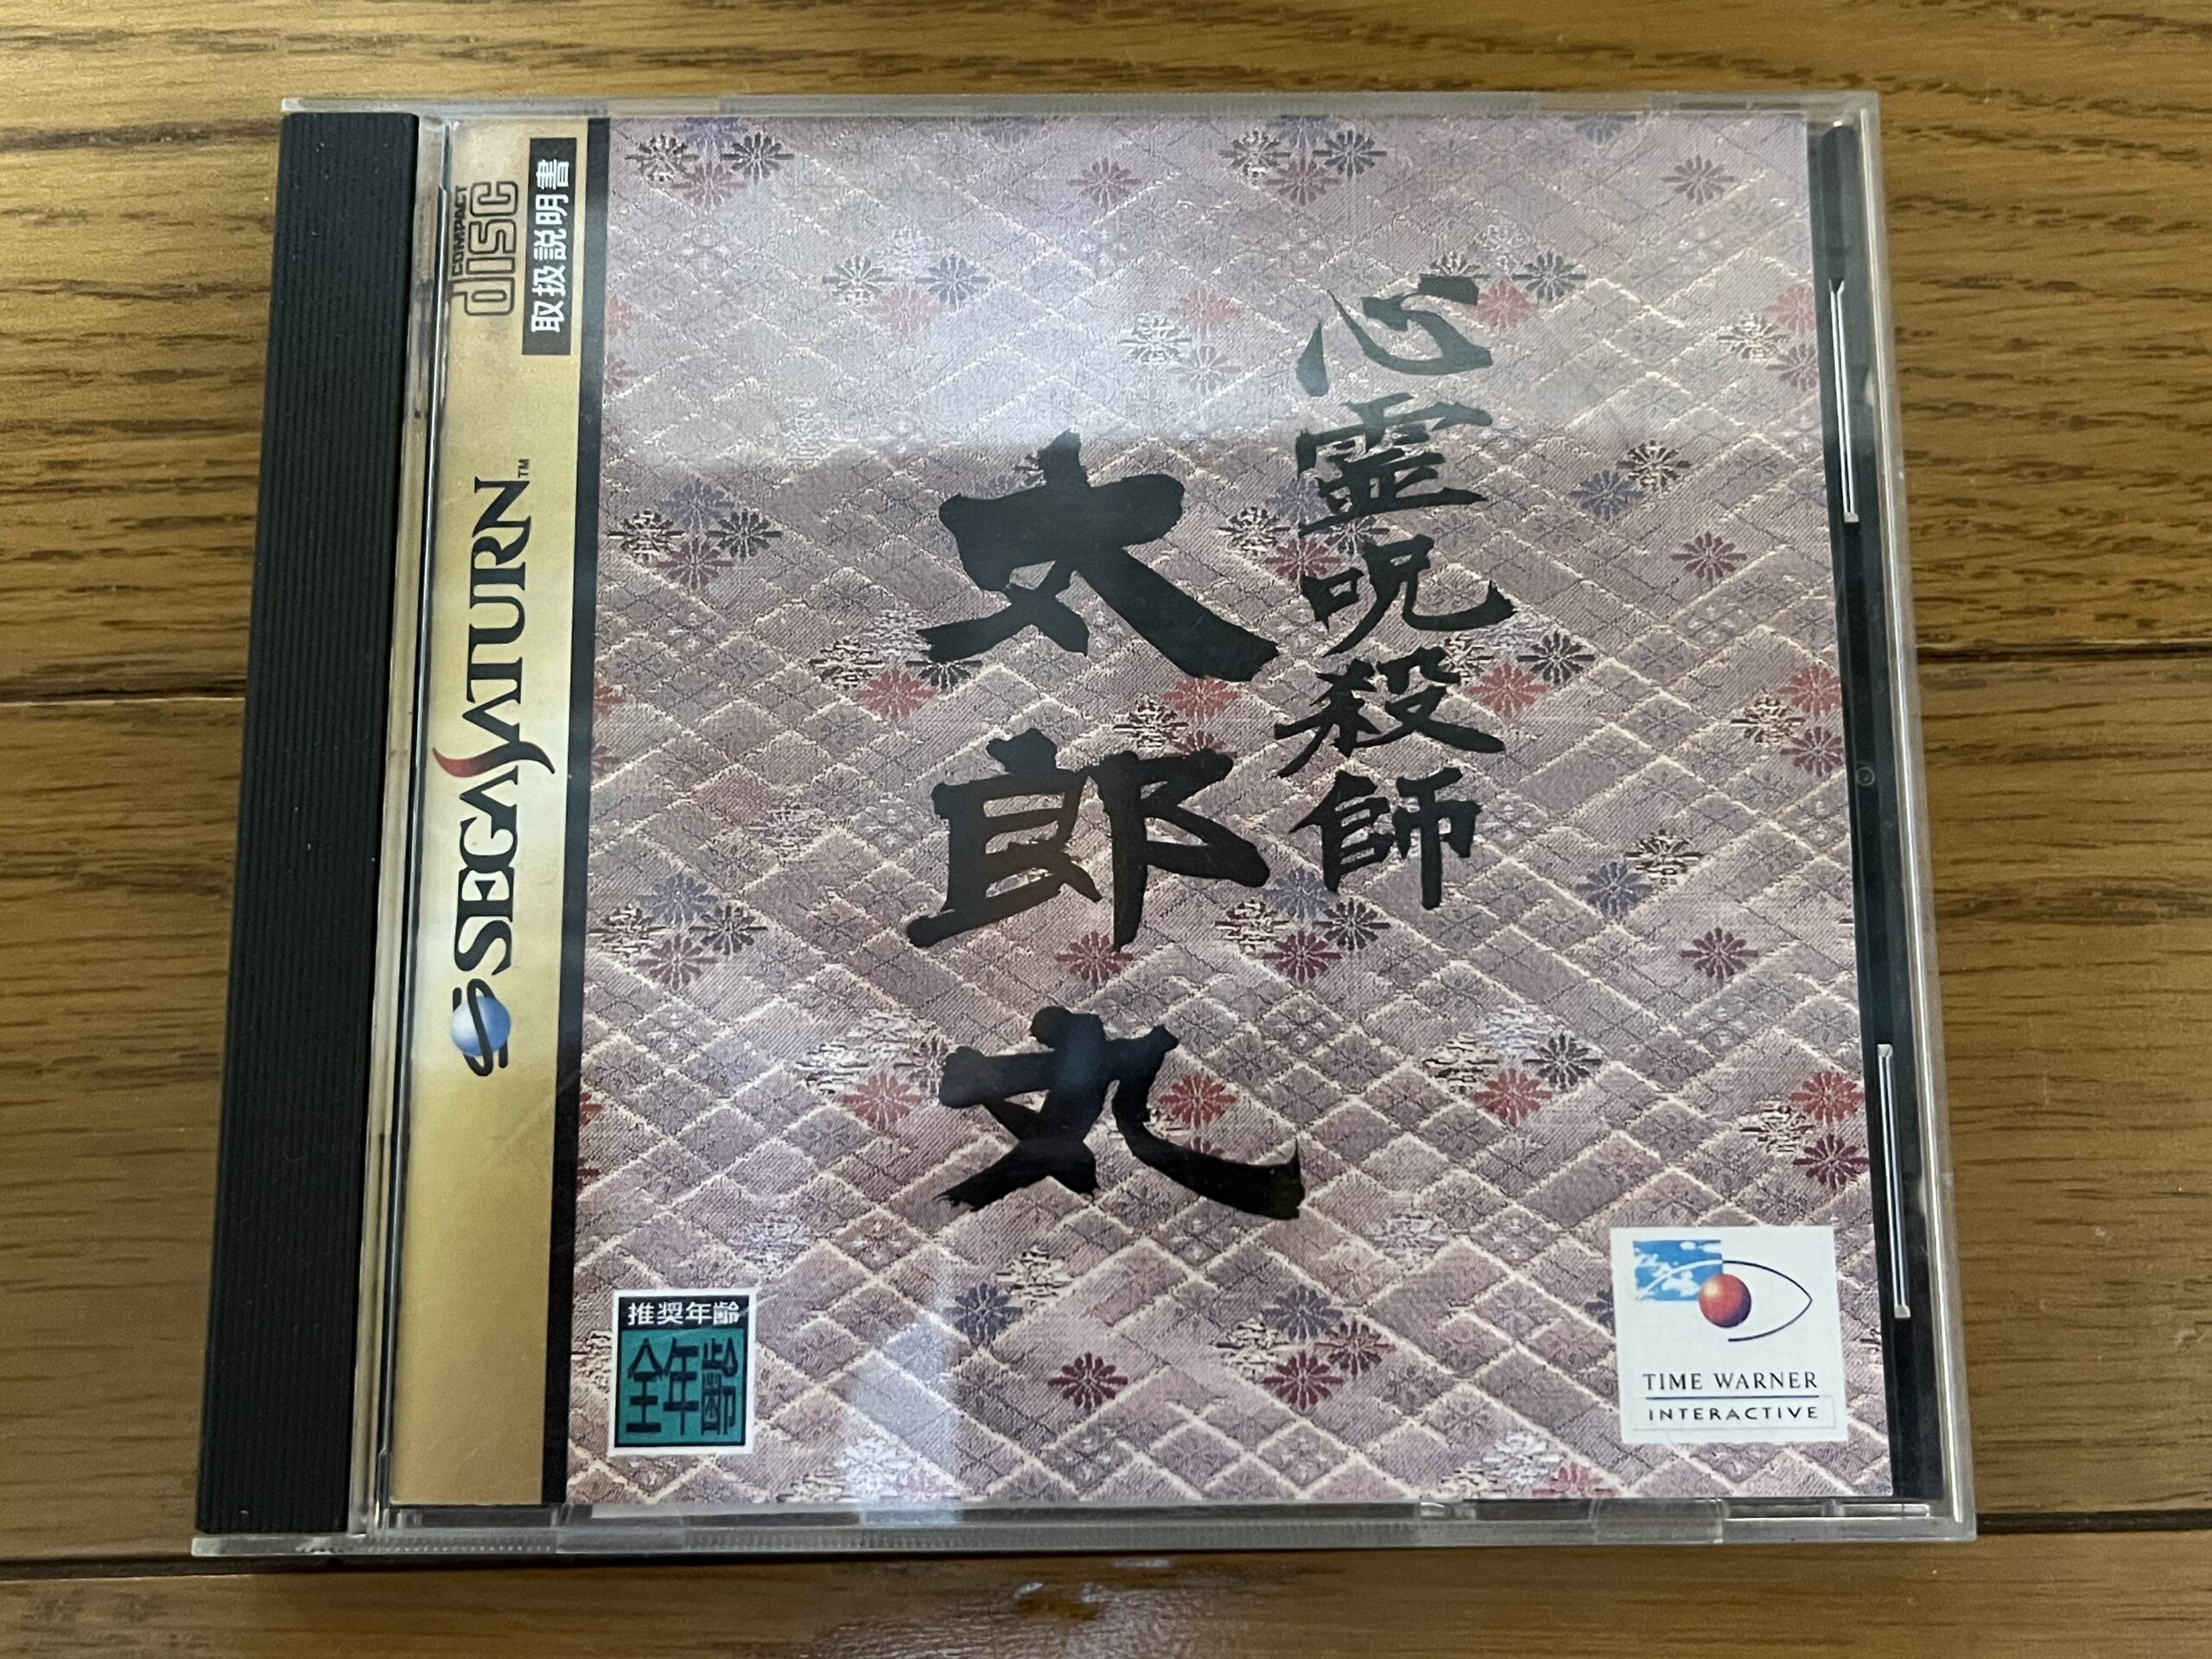 COMPACT
disc
取扱説明書
SEGA SATURN™
心霊呪殺師
太郎丸
推奨年齢
全年齢
TIME WARNER
INTERACTIVE